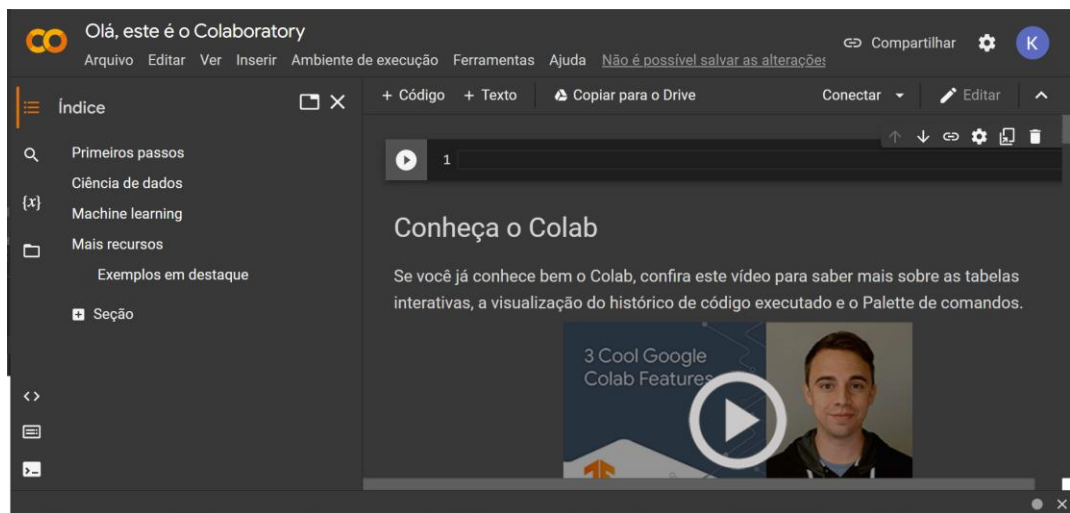 Olá, este é o Colaboratory
Arquivo Editar Ver Inserir Ambiente de execução Ferramentas Ajuda Não é possível salvar as alterações
Compartilhar
K
Índice
Primeiros passos
Ciência de dados
Machine learning
Mais recursos
Exemplos em destaque
Seção
+ Código + Texto Copiar para o Drive Conectar Editar
1
Conheça o Colab
Se você já conhece bem o Colab, confira este vídeo para saber mais sobre as tabelas
interativas, a visualização do histórico de código executado e o Palette de comandos.
3 Cool Google
Colab Features